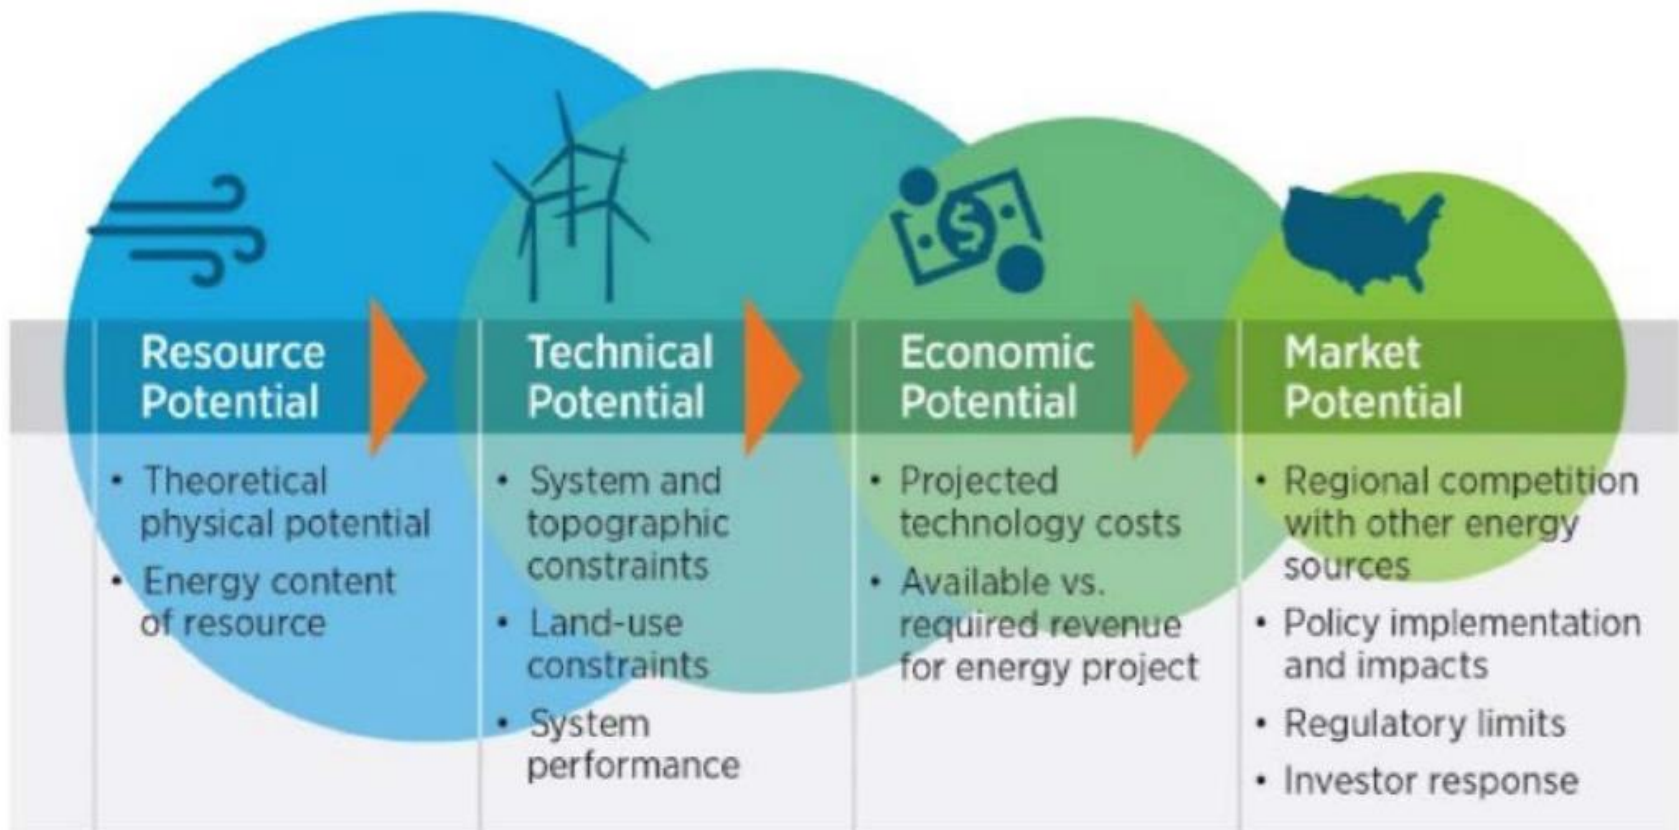 Resource
Potential
• Theoretical
physical potential
• Energy content
of resource
Technical
Potential
• System and
topographic
constraints
• Land-use
constraints
• System
performance
$
Economic
Potential
• Projected
technology costs
• Available vs.
required revenue
for energy project
Market
Potential
• Regional competition
with other energy
sources
• Policy implementation
and impacts
• Regulatory limits
• Investor response